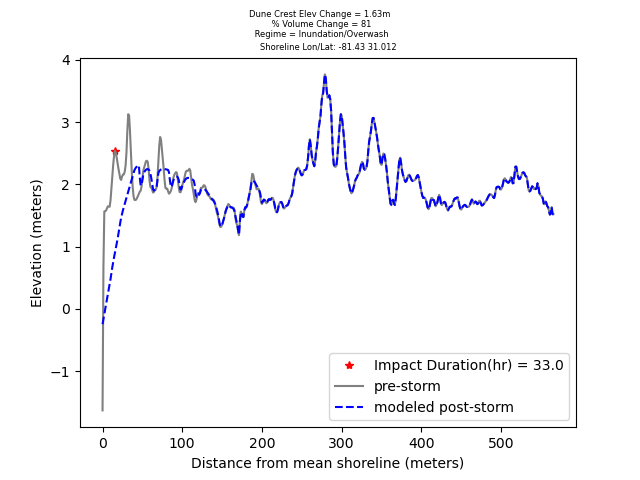 Dune Crest Elev Change = 1.63m
% Volume Change = 81
Regime = Inundation/Overwash
Shoreline Lon/Lat: -81.43 31.012
4
3
2
1
0
−1
Elevation (meters)
Impact Duration(hr) = 33.0
pre-storm
modeled post-storm
0 100 200 300 400 500
Distance from mean shoreline (meters)